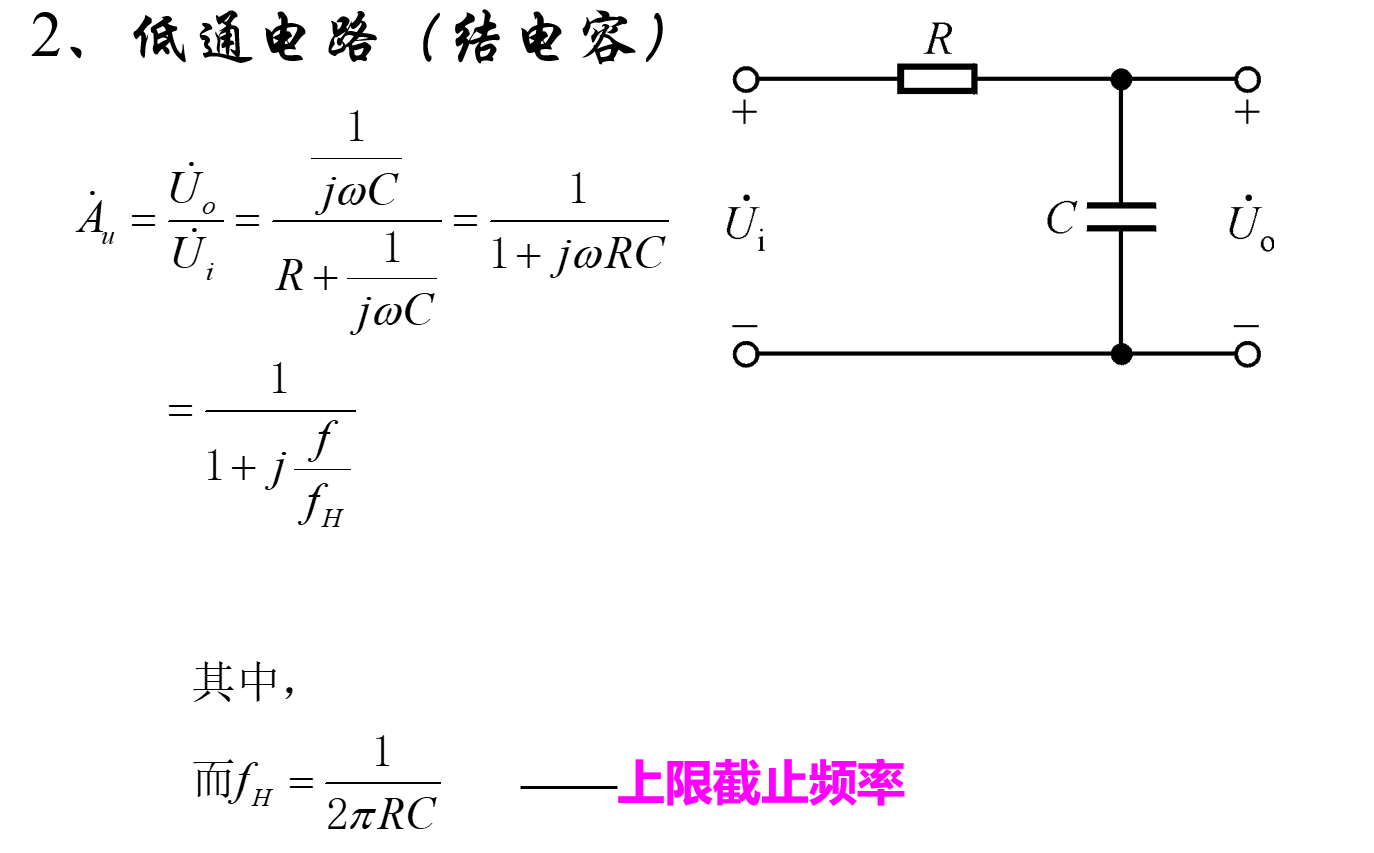 2、低通电路（结电容）
R
+ +
$\dot{A}_u = \frac{\dot{U}_o}{\dot{U}_i} = \frac{\frac{1}{j\omega C}}{R + \frac{1}{j\omega C}} = \frac{1}{1 + j\omega RC}$
$\dot{U}_i$ C $\dot{U}_o$
− −
$= \frac{1}{1 + j\frac{f}{f_H}}$
其中，
而$f_H = \frac{1}{2\pi RC}$ ——上限截止频率